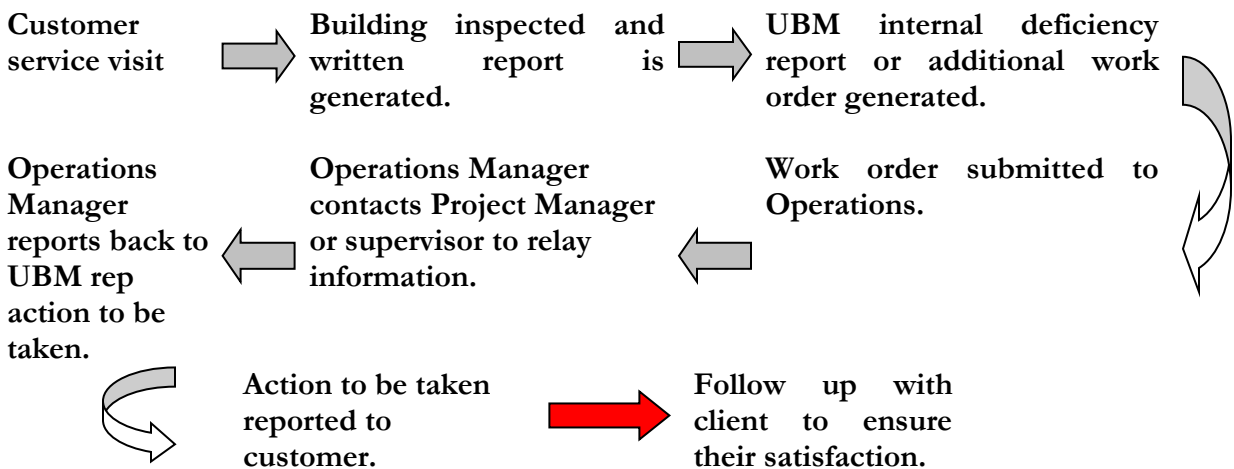 Customer
service visit
Building inspected and
written report is
generated.
UBM internal deficiency
report or additional work
order generated.
Work order submitted to
Operations.
Operations Manager
contacts Project Manager
or supervisor to relay
information.
Operations
Manager
reports back to
UBM rep
action to be
taken.
Action to be taken
reported to
customer.
Follow up with
client to ensure
their satisfaction.